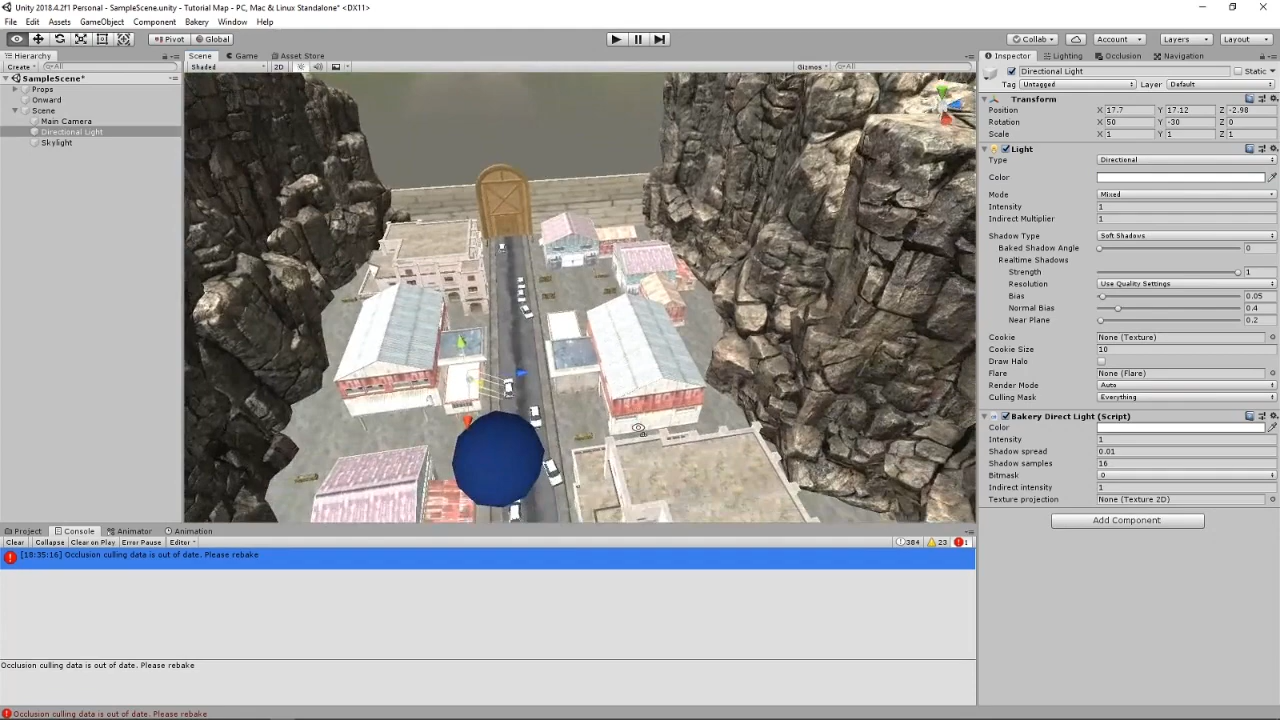 Unity 2018.4.2f1 Personal - SampleScene.unity - Tutorial Map - PC, Mac & Linux Standalone* <DX11>
File Edit Assets GameObject Component Bakery Window Help
Pivot Global Collab Account Layers Layout
Hierarchy Scene Game Asset Store Inspector Lighting Occlusion Navigation
Create All Shaded 2D Gizmos All Directional Light Static
SampleScene*
Tag Untagged Layer Default
Props
Onward
Scene
Main Camera
Directional Light
Skylight
Transform
Position X 17.7 Y 17.12 Z -2.98
Rotation X 50 Y -30 Z 0
Scale X 1 Y 1 Z 1
Light
Type Directional
Color
Mode Mixed
Intensity 1
Indirect Multiplier 1
Shadow Type Soft Shadows
Baked Shadow Angle 0
Realtime Shadows
Strength 1
Resolution Use Quality Settings
Bias 0.05
Normal Bias 0.4
Near Plane 0.2
Cookie None (Texture)
Cookie Size 10
Draw Halo
Flare None (Flare)
Render Mode Auto
Culling Mask Everything
Bakery Direct Light (Script)
Color
Intensity 1
Shadow spread 0.01
Shadow samples 16
Bitmask 0
Indirect intensity 1
Texture projection None (Texture 2D)
Add Component
Project Console Animator Animation
Clear Collapse Clear on Play Error Pause Editor 384 23 1
[18:35:16] Occlusion culling data is out of date. Please rebake
Occlusion culling data is out of date. Please rebake
Occlusion culling data is out of date. Please rebake